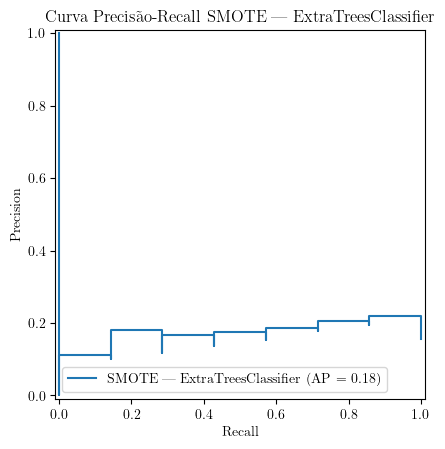 Curva Precisão-Recall SMOTE — ExtraTreesClassifier
1.0
0.8
0.6
0.4
0.2
0.0
Precision
SMOTE — ExtraTreesClassifier (AP = 0.18)
0.0 0.2 0.4 0.6 0.8 1.0
Recall